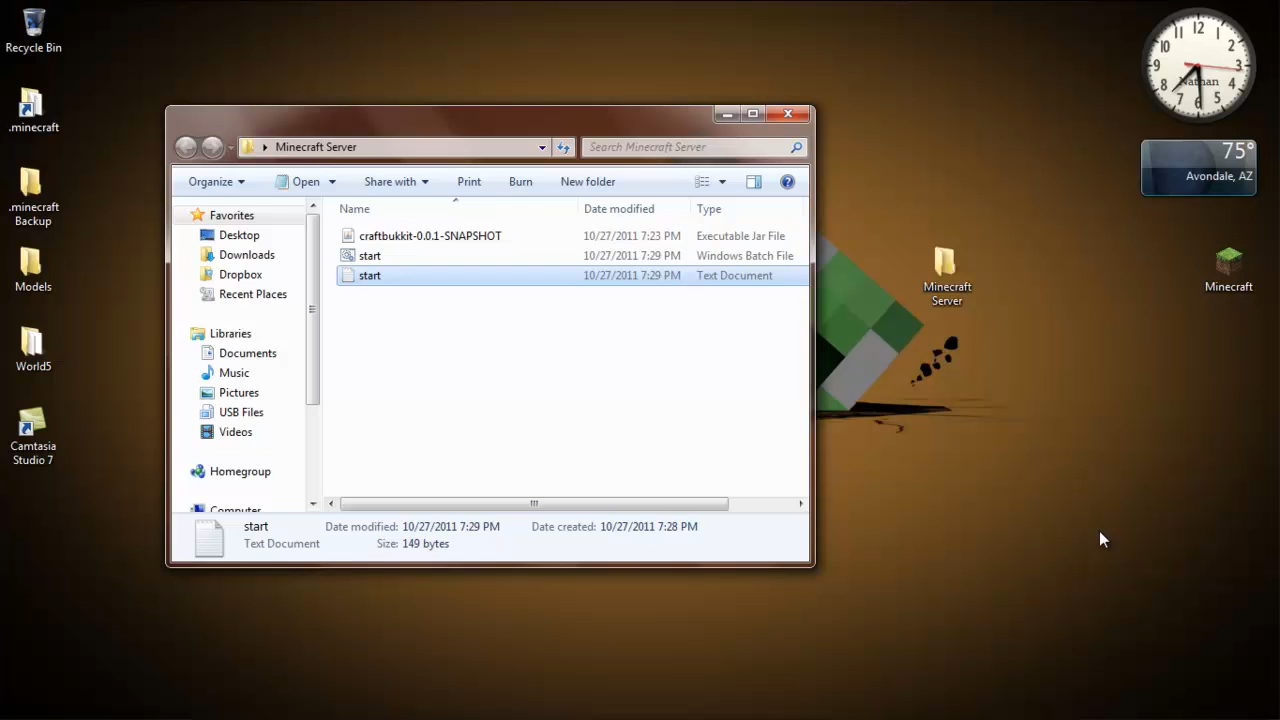 Recycle Bin
.minecraft
.minecraft
Backup
Models
World5
Camtasia
Studio 7
Minecraft Server
Search Minecraft Server
Organize
Open
Share with
Print
Burn
New folder
Favorites
Desktop
Downloads
Dropbox
Recent Places
Libraries
Documents
Music
Pictures
USB Files
Videos
Homegroup
Computer
Name Date modified Type
craftbukkit-0.0.1-SNAPSHOT 10/27/2011 7:23 PM Executable Jar File
start 10/27/2011 7:29 PM Windows Batch File
start 10/27/2011 7:29 PM Text Document
start Date modified: 10/27/2011 7:29 PM Date created: 10/27/2011 7:28 PM
Text Document Size: 149 bytes
Minecraft
Server
12
1
2
3
4
5
6
7
8
9
10
11
Nathan
75°
Avondale, AZ
Minecraft